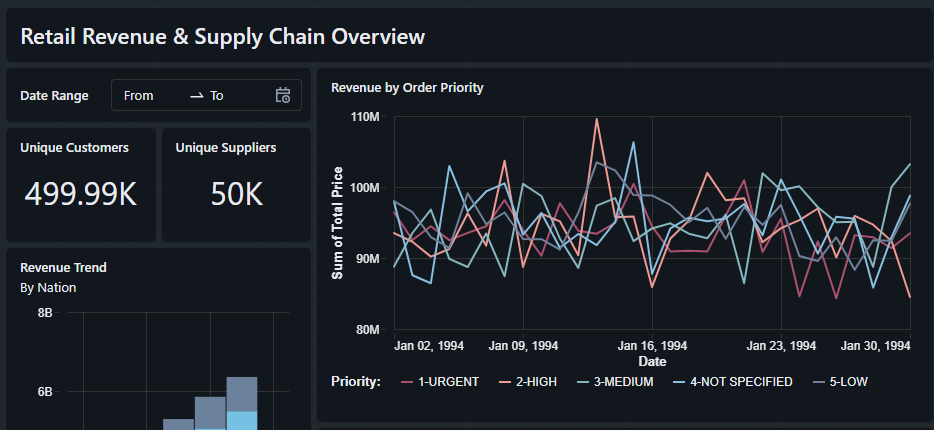 Retail Revenue & Supply Chain Overview
Date Range
From
To
Unique Customers
499.99K
Unique Suppliers
50K
Revenue Trend
By Nation
8B
6B
Revenue by Order Priority
Sum of Total Price
110M
100M
90M
80M
Jan 02, 1994 Jan 09, 1994 Jan 16, 1994 Jan 23, 1994 Jan 30, 1994
Date
Priority: 1-URGENT 2-HIGH 3-MEDIUM 4-NOT SPECIFIED 5-LOW